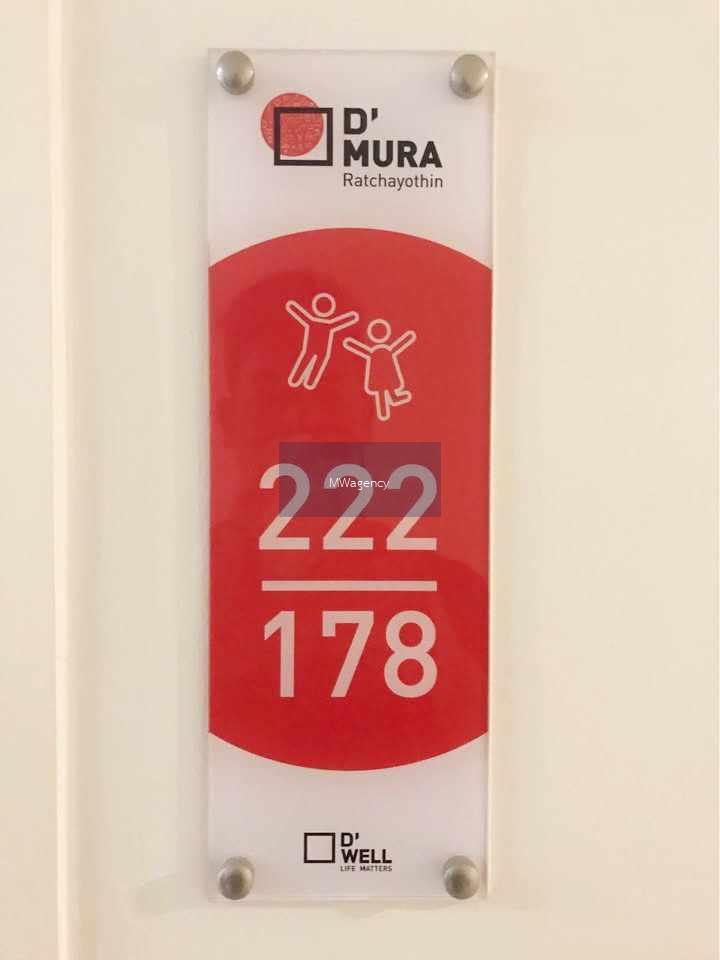 D'
MURA
Ratchayothin
222
MWagency
178
D'
WELL
LIFE MATTERS